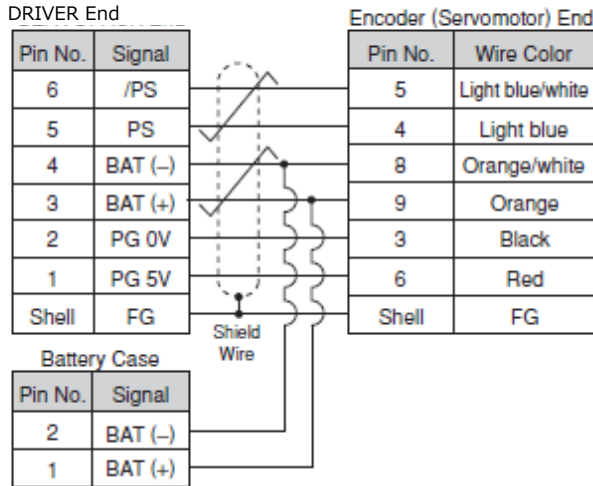 DRIVER End
Encoder (Servomotor) End
Pin No. Signal
Pin No. Wire Color
6 /PS 5 Light blue/white
5 PS 4 Light blue
4 BAT (–) 8 Orange/white
3 BAT (+) 9 Orange
2 PG 0V 3 Black
1 PG 5V 6 Red
Shell FG Shell FG
Shield
Wire
Battery Case
Pin No. Signal
2 BAT (–)
1 BAT (+)